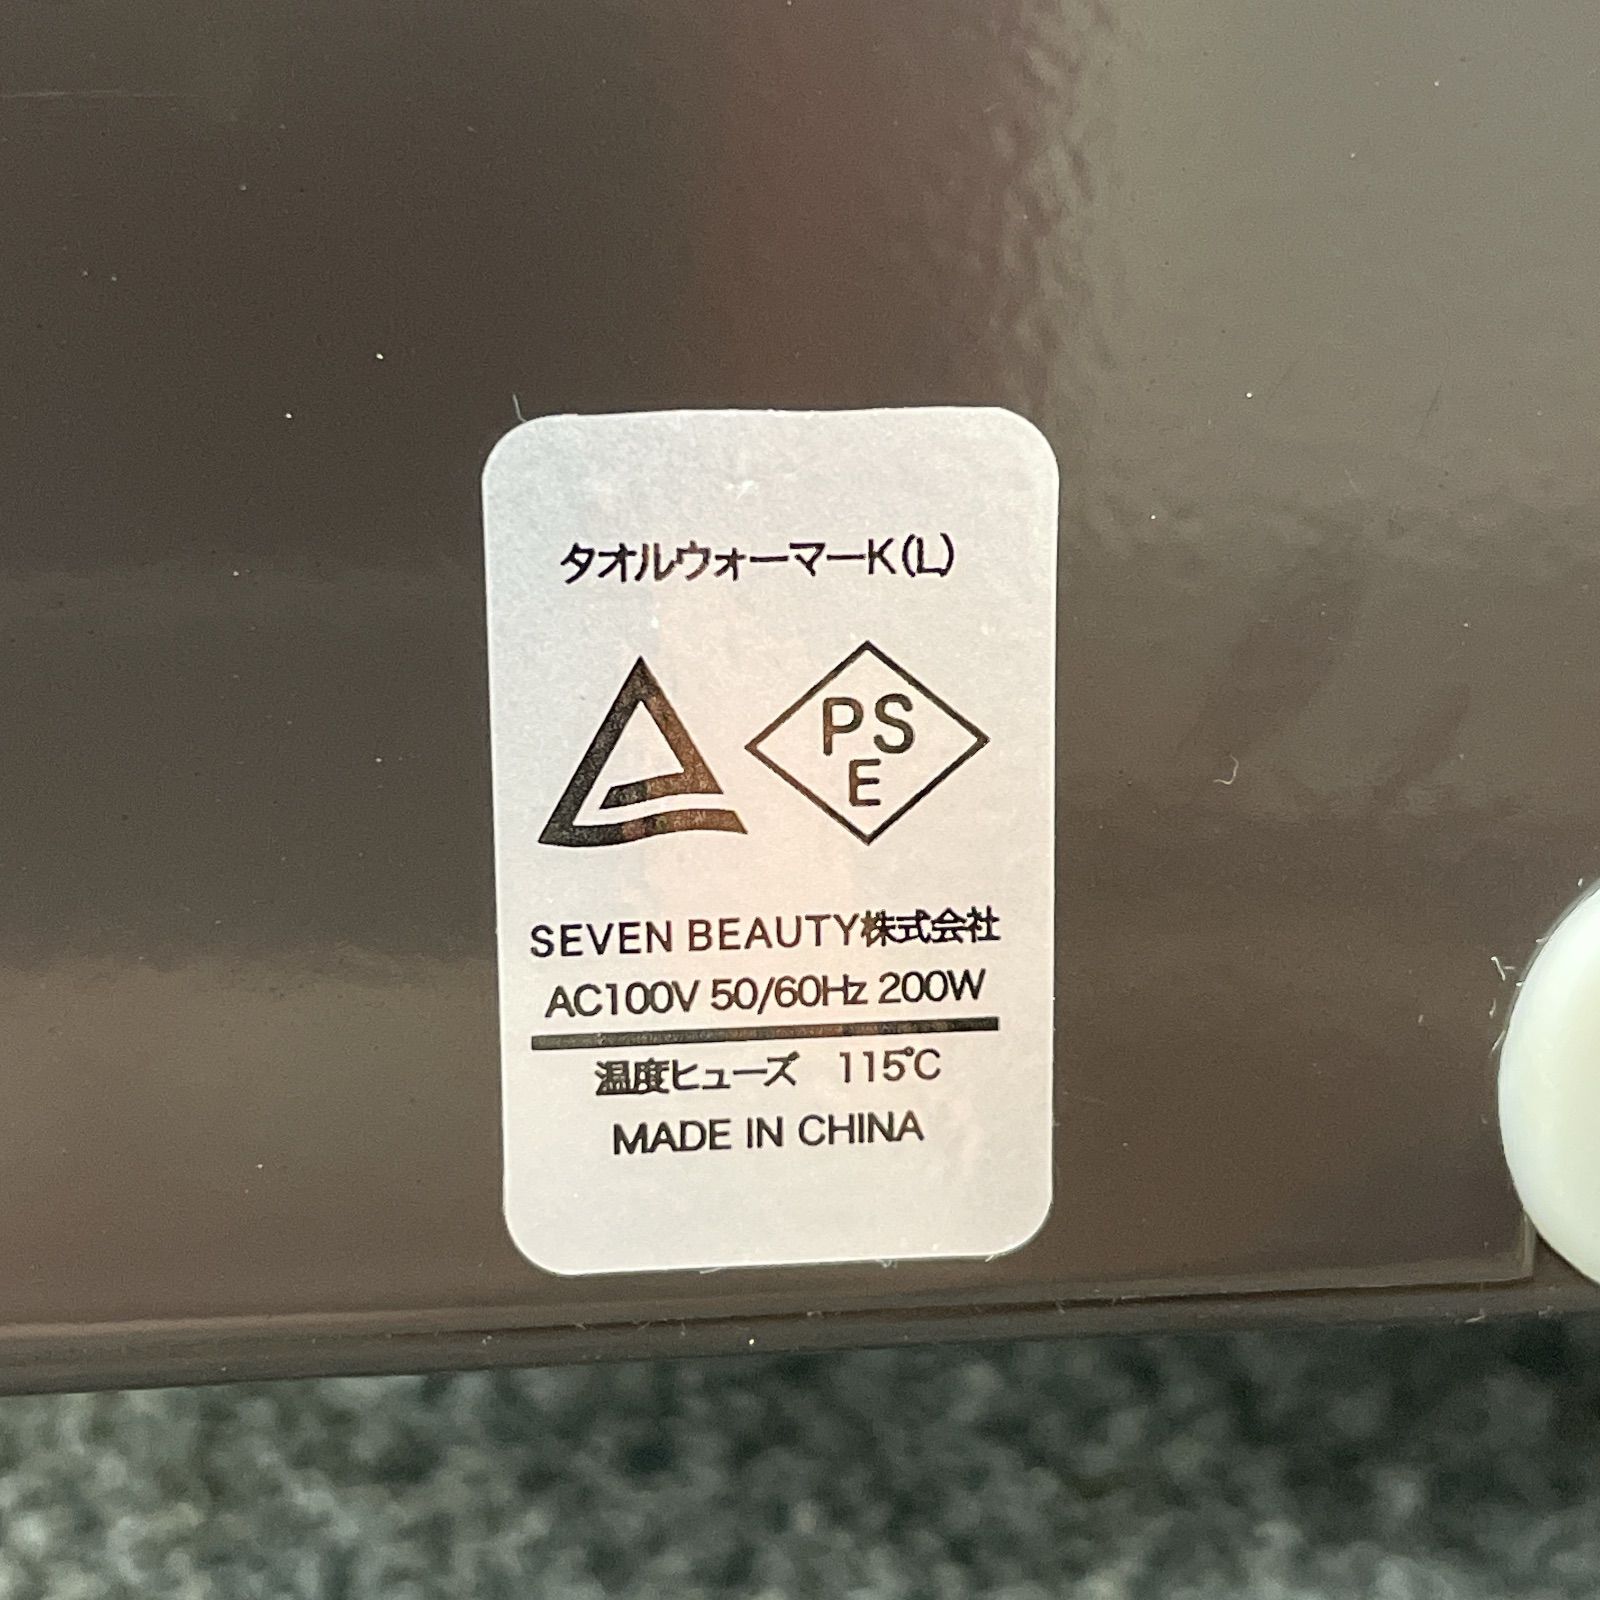 タオルウォーマーK(L)
PS
E
SEVEN BEAUTY株式会社
AC100V 50/60Hz 200W
温度ヒューズ 115℃
MADE IN CHINA